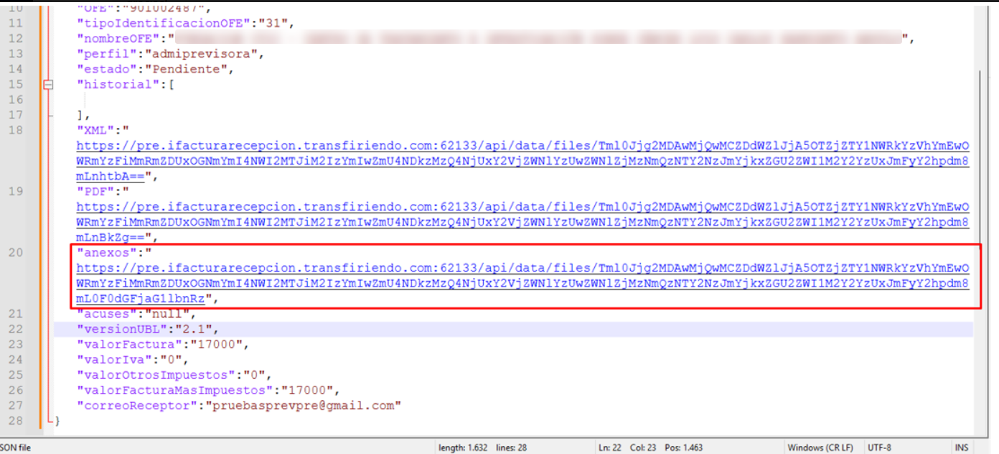 10 "OFE":"901002487",
11 "tipoIdentificacionOFE":"31",
12 "nombreOFE":" ",
13 "perfil":"admiprevisora",
14 "estado":"Pendiente",
15 "historial":[
16
17 ],
18 "XML":"
https://pre.ifacturarecepcion.transfiriendo.com:62133/api/data/files/Tml0Jjg2MDAwMjQwMCZDdWZlJjA5OTZjZTY1NWRkYzVhYmEwO
WRmYzFiMmRmZDUxOGNmYmI4NWI2MTJiM2IzYmIwZmU4NDkzMzQ4NjUxY2VjZWNlYzUwZWNlZjMzNmQzNTY2NzJmYjkxZGU2ZWI1M2Y2YzUxJmFyY2hpdm8
mLnhtbA==",
19 "PDF":"
https://pre.ifacturarecepcion.transfiriendo.com:62133/api/data/files/Tml0Jjg2MDAwMjQwMCZDdWZlJjA5OTZjZTY1NWRkYzVhYmEwO
WRmYzFiMmRmZDUxOGNmYmI4NWI2MTJiM2IzYmIwZmU4NDkzMzQ4NjUxY2VjZWNlYzUwZWNlZjMzNmQzNTY2NzJmYjkxZGU2ZWI1M2Y2YzUxJmFyY2hpdm8
mLnBkZg==",
20 "anexos":"
https://pre.ifacturarecepcion.transfiriendo.com:62133/api/data/files/Tml0Jjg2MDAwMjQwMCZDdWZlJjA5OTZjZTY1NWRkYzVhYmEwO
WRmYzFiMmRmZDUxOGNmYmI4NWI2MTJiM2IzYmIwZmU4NDkzMzQ4NjUxY2VjZWNlYzUwZWNlZjMzNmQzNTY2NzJmYjkxZGU2ZWI1M2Y2YzUxJmFyY2hpdm8
mL0F0dGFjaG1lbnRz",
21 "acuses":"null",
22 "versionUBL":"2.1",
23 "valorFactura":"17000",
24 "valorIva":"0",
25 "valorOtrosImpuestos":"0",
26 "valorFacturaMasImpuestos":"17000",
27 "correoReceptor":"pruebasprevpre@gmail.com"
28 }
SON file length: 1.632 lines: 28 Ln: 22 Col: 23 Pos: 1.463 Windows (CR LF) UTF-8 INS